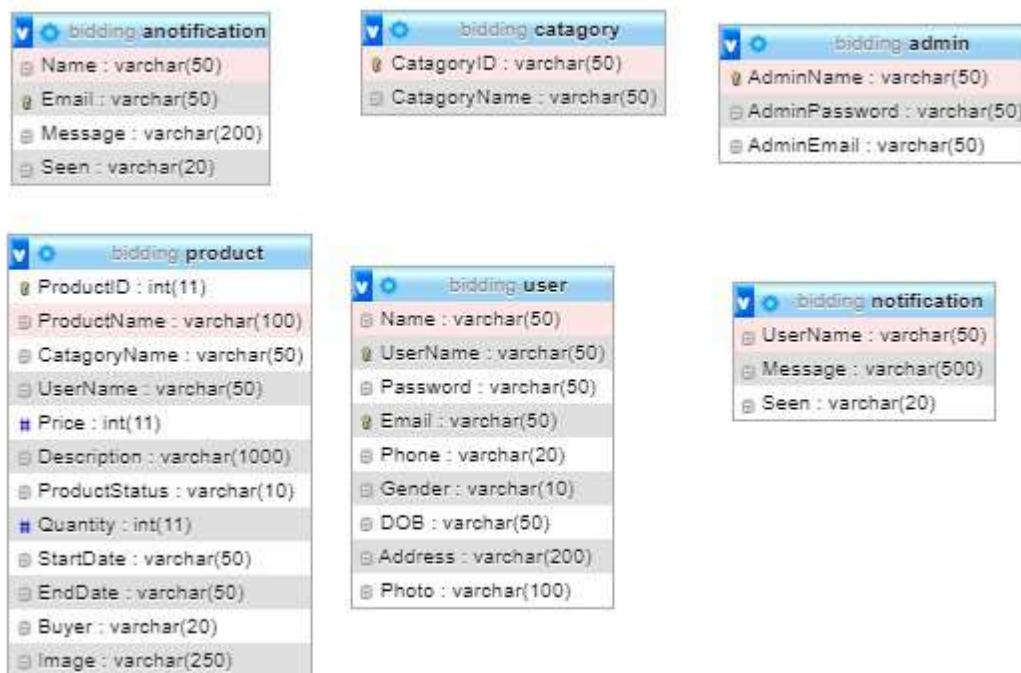 bidding anotification
Name : varchar(50)
Email : varchar(50)
Message : varchar(200)
Seen : varchar(20)
bidding catagory
CatagoryID : varchar(50)
CatagoryName : varchar(50)
bidding admin
AdminName : varchar(50)
AdminPassword : varchar(50)
AdminEmail : varchar(50)
bidding product
ProductID : int(11)
ProductName : varchar(100)
CatagoryName : varchar(50)
UserName : varchar(50)
# Price : int(11)
Description : varchar(1000)
ProductStatus : varchar(10)
# Quantity : int(11)
StartDate : varchar(50)
EndDate : varchar(50)
Buyer : varchar(20)
Image : varchar(250)
bidding user
Name : varchar(50)
UserName : varchar(50)
Password : varchar(50)
Email : varchar(50)
Phone : varchar(20)
Gender : varchar(10)
DOB : varchar(50)
Address : varchar(200)
Photo : varchar(100)
bidding notification
UserName : varchar(50)
Message : varchar(500)
Seen : varchar(20)